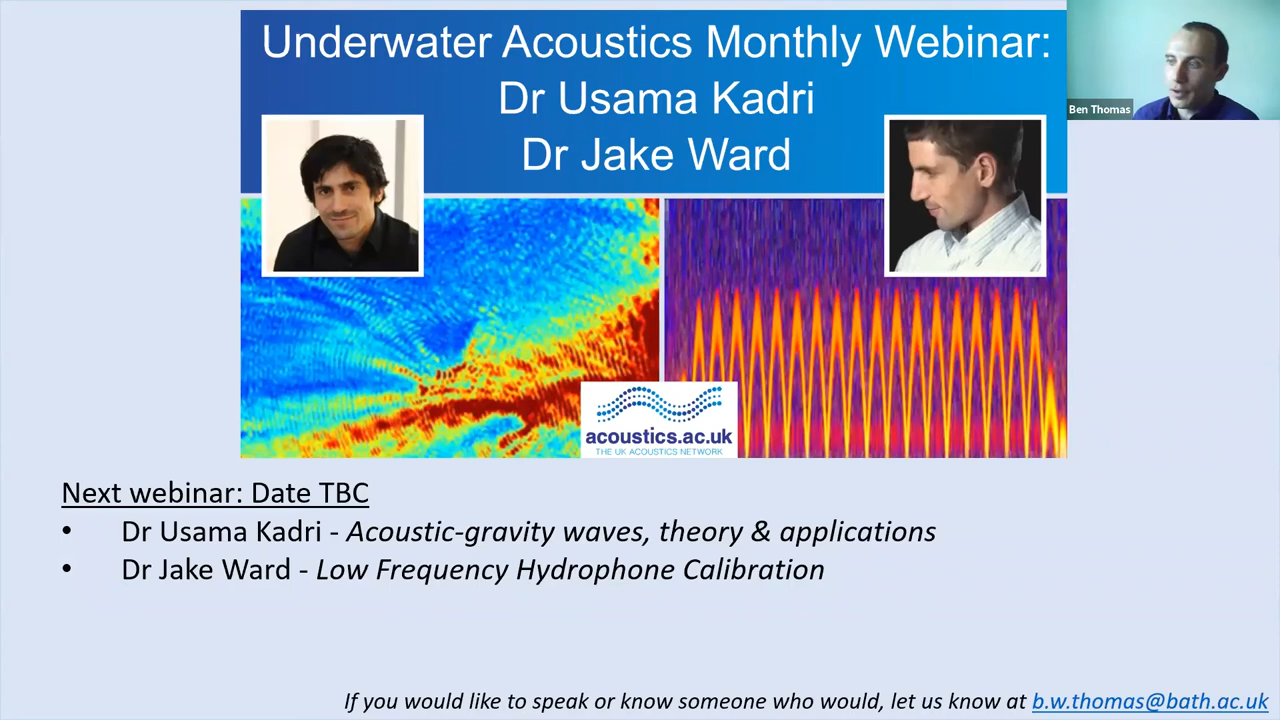 Underwater Acoustics Monthly Webinar:
Dr Usama Kadri
Dr Jake Ward
Ben Thomas
acoustics.ac.uk
THE UK ACOUSTICS NETWORK
Next webinar: Date TBC
• Dr Usama Kadri - Acoustic-gravity waves, theory & applications
• Dr Jake Ward - Low Frequency Hydrophone Calibration
If you would like to speak or know someone who would, let us know at b.w.thomas@bath.ac.uk